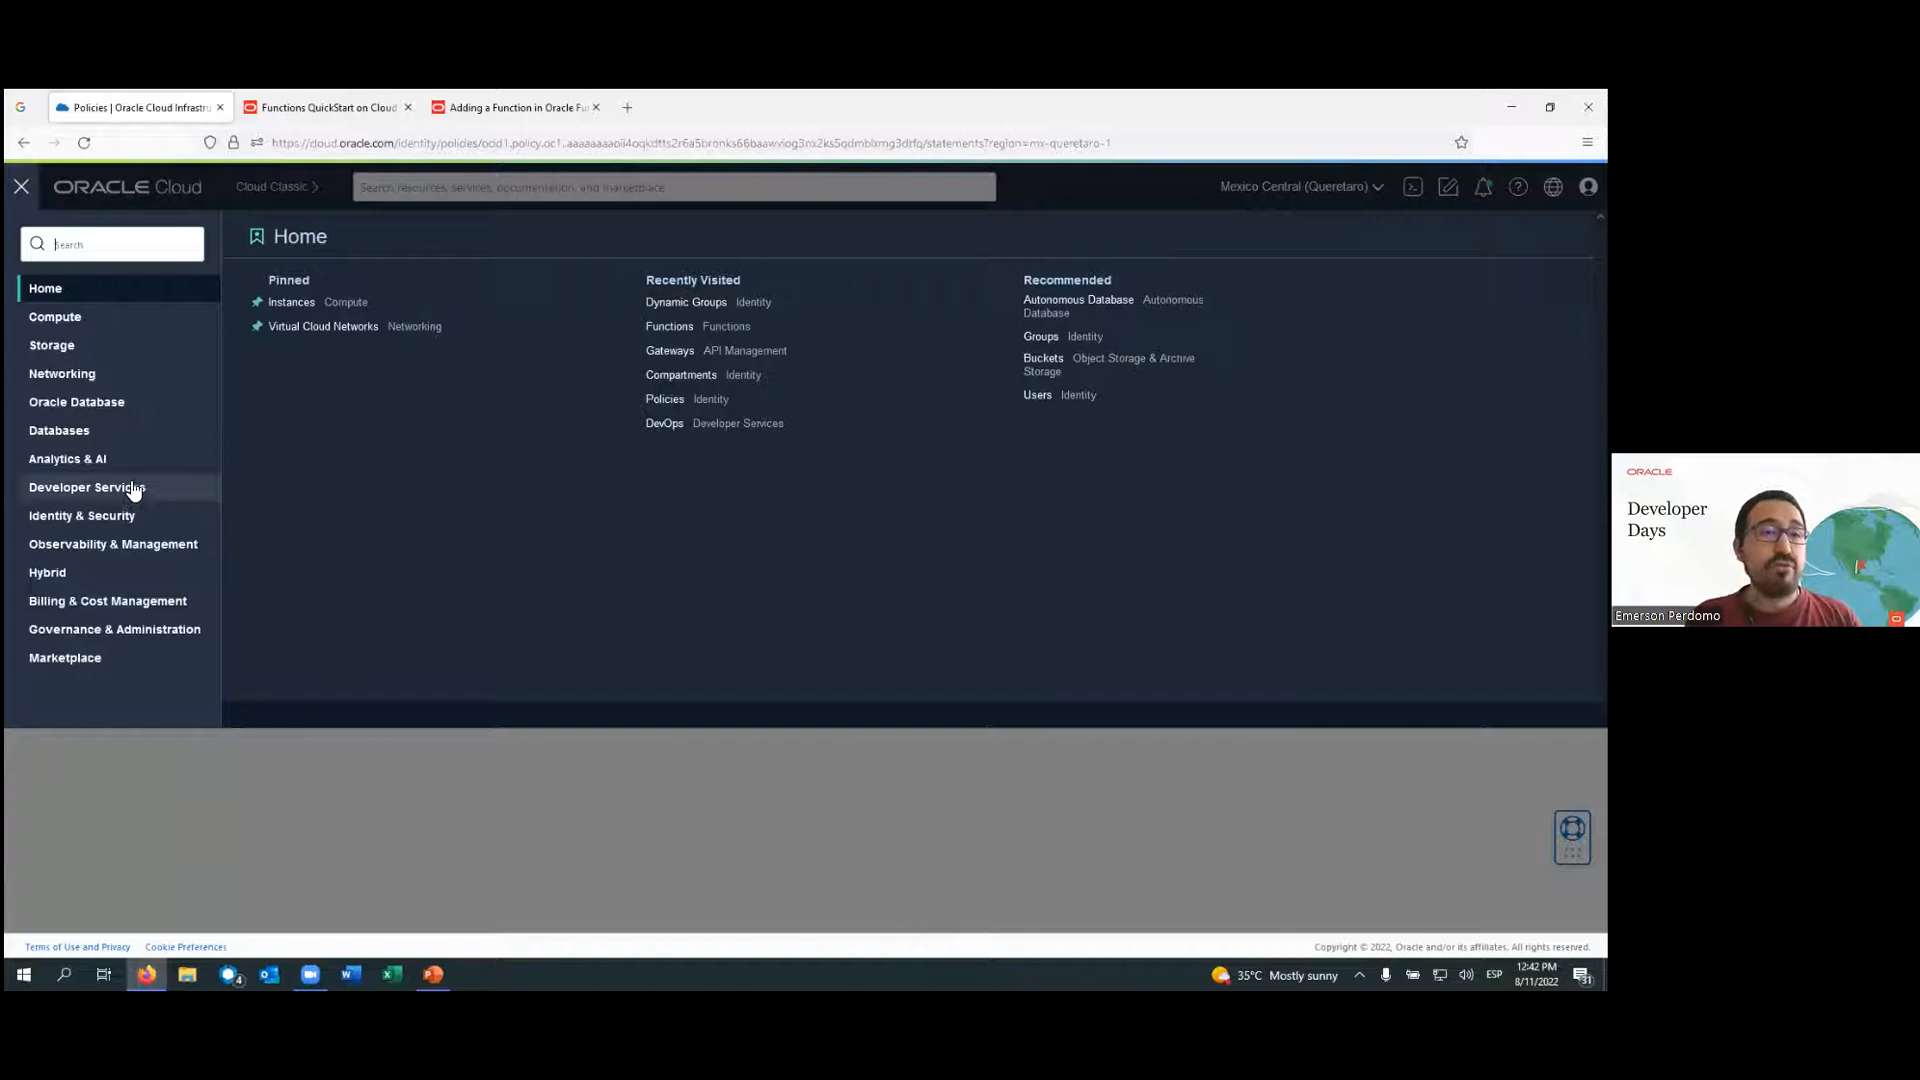 Policies | Oracle Cloud Infrastru
Functions QuickStart on Cloud
Adding a Function in Oracle Fu
ORACLE Cloud
Cloud Classic
Search resources, services, documentation, and marketplace
Mexico Central (Queretaro)
Search
Home
Compute
Storage
Networking
Oracle Database
Databases
Analytics & AI
Developer Services
Identity & Security
Observability & Management
Hybrid
Billing & Cost Management
Governance & Administration
Marketplace
Home
Pinned
Instances Compute
Virtual Cloud Networks Networking
Recently Visited
Dynamic Groups Identity
Functions Functions
Gateways API Management
Compartments Identity
Policies Identity
DevOps Developer Services
Recommended
Autonomous Database Autonomous
Database
Groups Identity
Buckets Object Storage & Archive
Storage
Users Identity
ORACLE
Developer
Days
Emerson Perdomo
Terms of Use and Privacy Cookie Preferences
Copyright © 2022, Oracle and/or its affiliates. All rights reserved.
4
35°C Mostly sunny
ESP
12:42 PM
8/11/2022
31